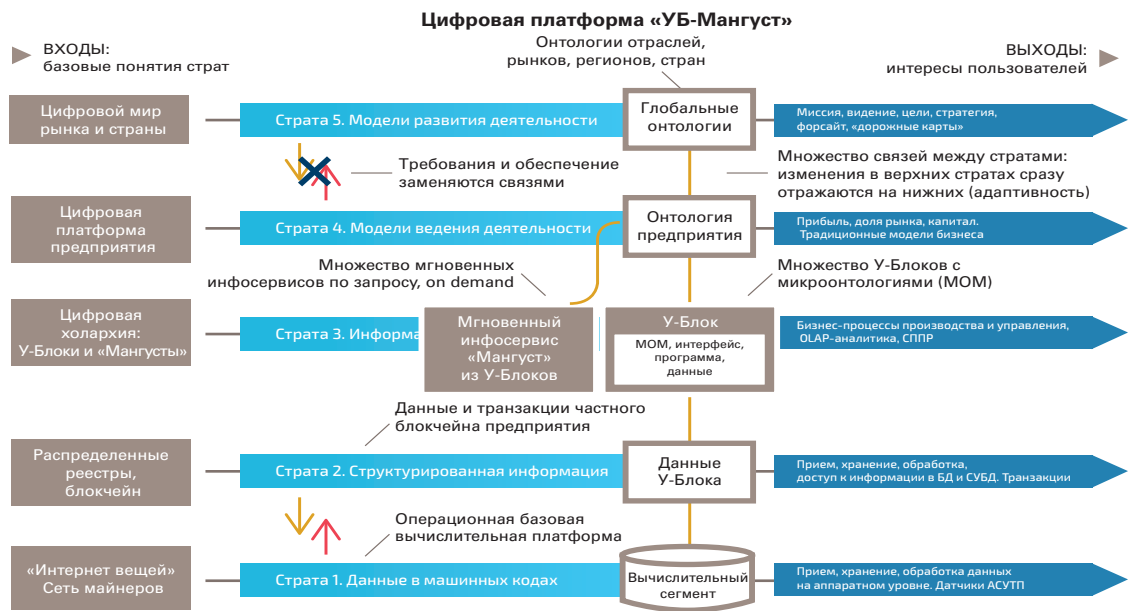 Цифровая платформа «УБ-Мангуст»
ВХОДЫ:
базовые понятия страт
Онтологии отраслей,
рынков, регионов, стран
ВЫХОДЫ:
интересы пользователей
Цифровой мир
рынка и страны
Страта 5. Модели развития деятельности
Глобальные
онтологии
Миссия, видение, цели, стратегия,
форсайт, «дорожные карты»
Требования и обеспечение
заменяются связями
Множество связей между стратами:
изменения в верхних стратах сразу
отражаются на нижних (адаптивность)
Цифровая
платформа
предприятия
Страта 4. Модели ведения деятельности
Онтология
предприятия
Прибыль, доля рынка, капитал.
Традиционные модели бизнеса
Множество мгновенных
инфосервисов по запросу, on demand
Множество У-Блоков с
микроонтологиями (МОМ)
Цифровая
холархия:
У-Блоки и «Мангусты»
Страта 3. Информа
Мгновенный
инфосервис
«Мангуст»
из У-Блоков
У-Блок
МОМ, интерфейс,
программа,
данные
Бизнес-процессы производства и управления,
OLAP-аналитика, СППР
Данные и транзакции частного
блокчейна предприятия
Распределенные
реестры,
блокчейн
Страта 2. Структурированная информация
Данные
У-Блока
Прием, хранение, обработка,
доступ к информации в БД и СУБД. Транзакции
Операционная базовая
вычислительная платформа
«Интернет вещей»
Сеть майнеров
Страта 1. Данные в машинных кодах
Вычислительный
сегмент
Прием, хранение, обработка данных
на аппаратном уровне. Датчики АСУТП